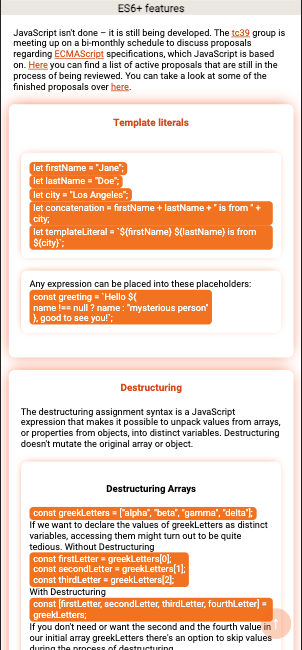 ES6+ features
JavaScript isn't done – it is still being developed. The tc39 group is
meeting up on a bi-monthly schedule to discuss proposals
regarding ECMAScript specifications, which JavaScript is based
on. Here you can find a list of active proposals that are still in the
process of being reviewed. You can take a look at some of the
finished proposals over here.
Template literals
let firstName = "Jane";
let lastName = "Doe";
let city = "Los Angeles";
let concatenation = firstName + lastName + " is from " +
city;
let templateLiteral = `${firstName} ${lastName} is from
${city}`;
Any expression can be placed into these placeholders:
const greeting = `Hello ${
name !== null ? name : "mysterious person"
}, good to see you!`;
Destructuring
The destructuring assignment syntax is a JavaScript
expression that makes it possible to unpack values from arrays,
or properties from objects, into distinct variables. Destructuring
doesn't mutate the original array or object.
Destructuring Arrays
const greekLetters = ["alpha", "beta", "gamma", "delta"];
If we want to declare the values of greekLetters as distinct
variables, accessing them might turn out to be quite
tedious. Without Destructuring
const firstLetter = greekLetters[0];
const secondLetter = greekLetters[1];
const thirdLetter = greekLetters[2];
With Destructuring
const [firstLetter, secondLetter, thirdLetter, fourthLetter] =
greekLetters;
If you don't need or want the second and the fourth value in
our initial array greekLetters there's an option to skip values
during the process of destructuring